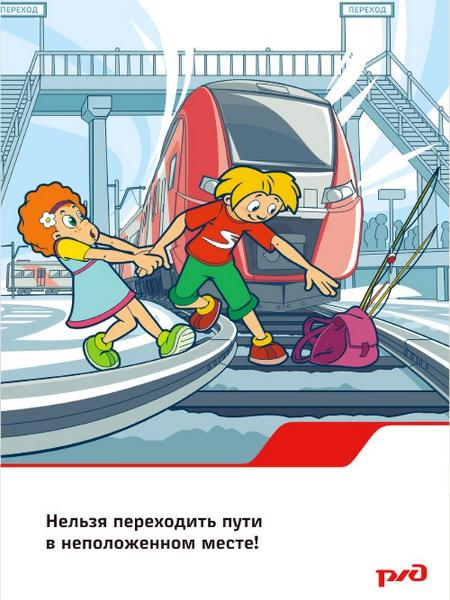 ПЕРЕХОД
ПЕРЕХОД
Нельзя переходить пути
в неположенном месте!
РЖД